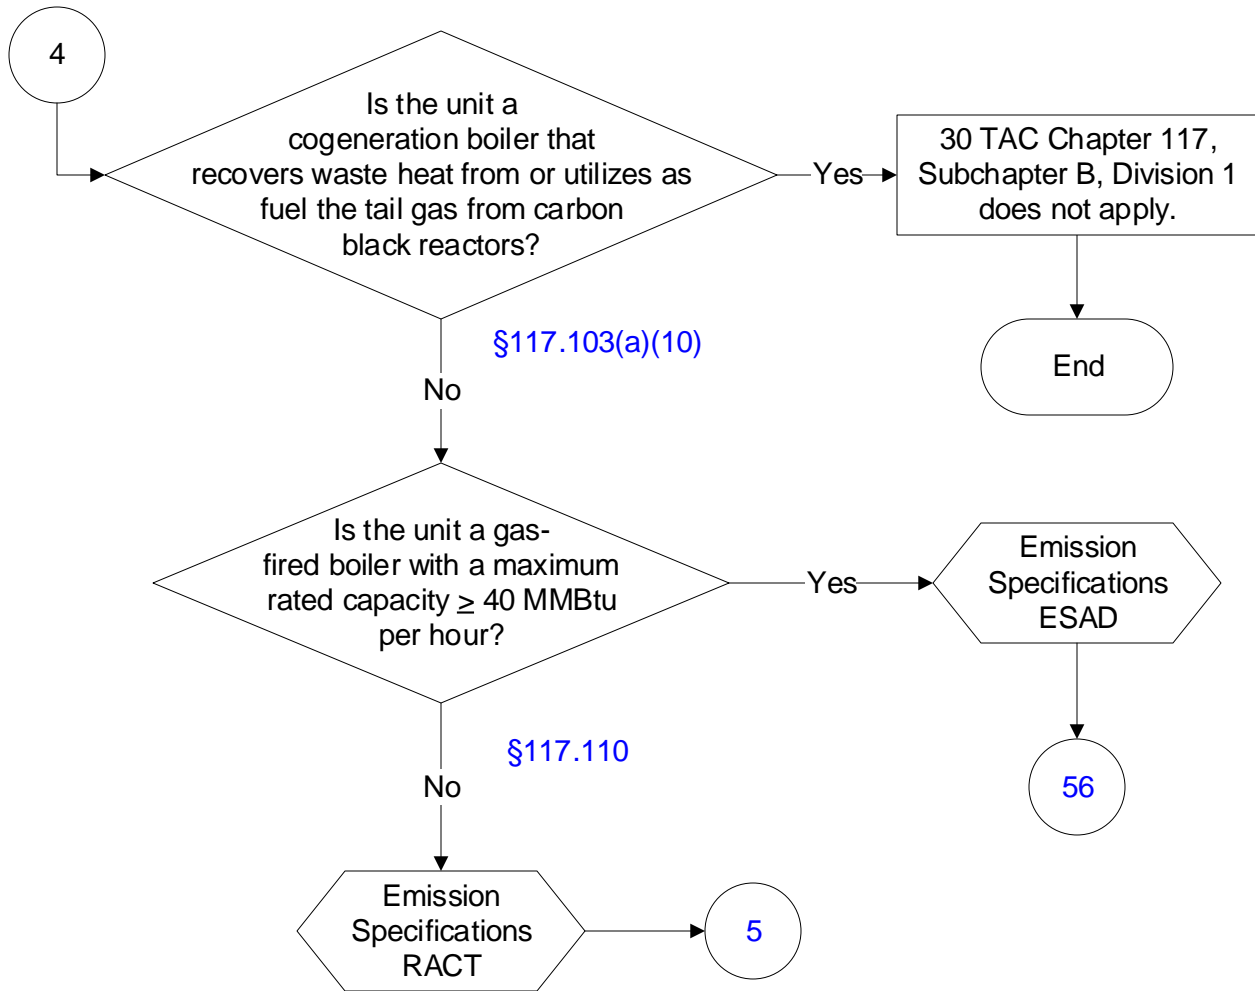 4
Is the unit a
cogeneration boiler that
recovers waste heat from or utilizes as
fuel the tail gas from carbon
black reactors?
Yes
30 TAC Chapter 117,
Subchapter B, Division 1
does not apply.
End
§117.103(a)(10)
No
Is the unit a gas-
fired boiler with a maximum
rated capacity ≥ 40 MMBtu
per hour?
Yes
Emission
Specifications
ESAD
56
§117.110
No
Emission
Specifications
RACT
5